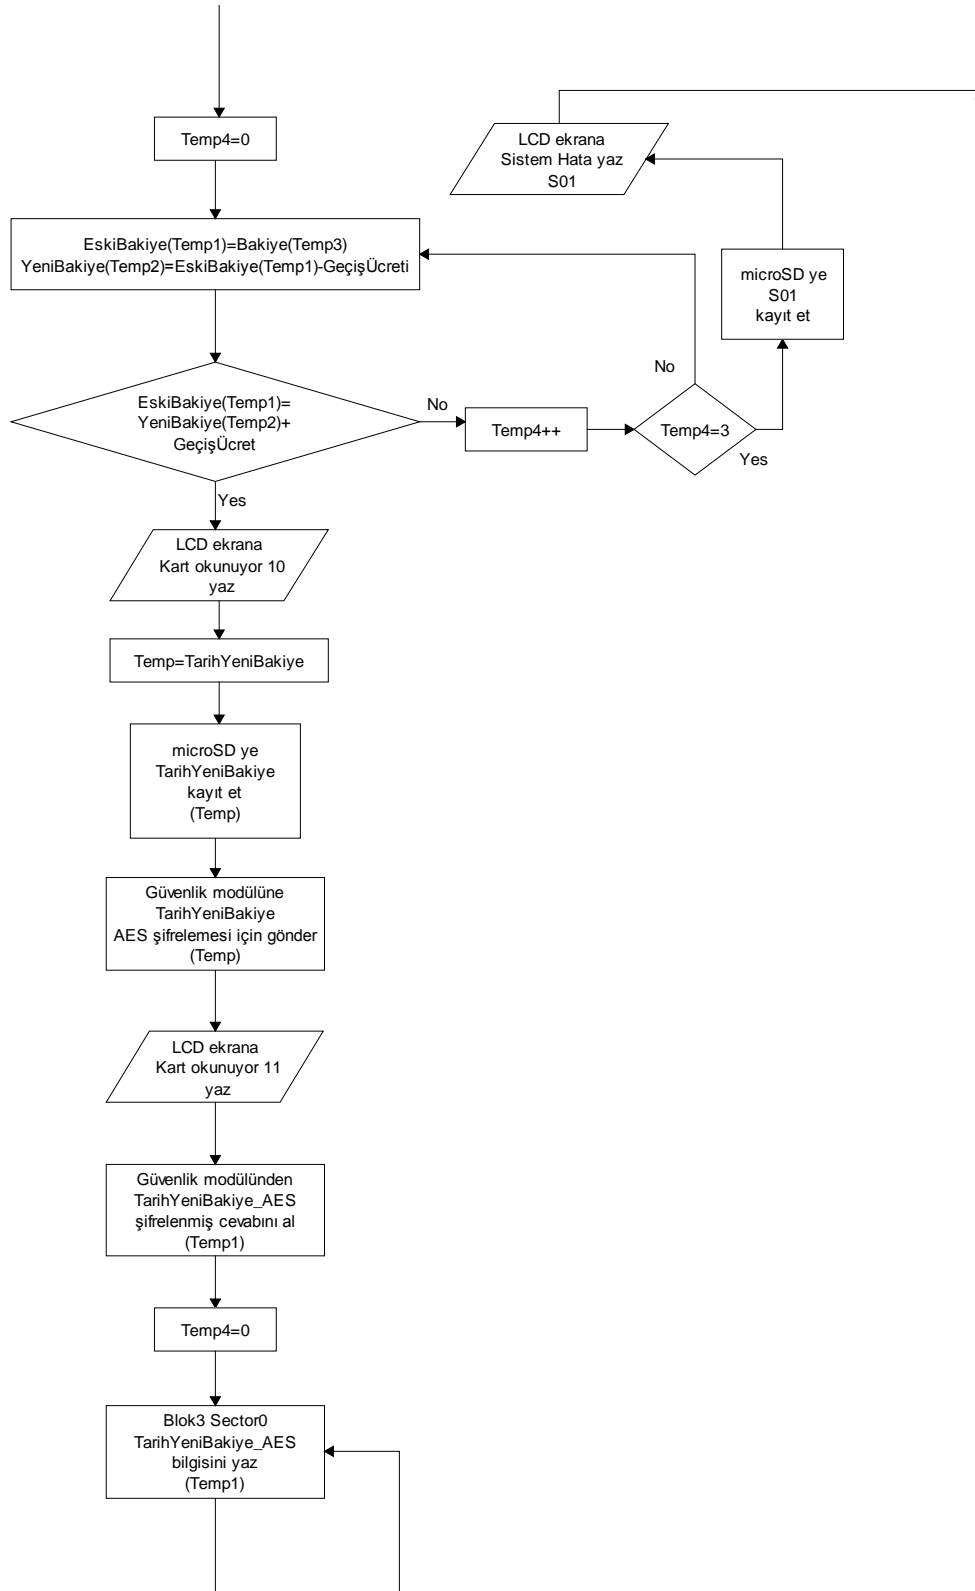 Temp4=0
EskiBakiye(Temp1)=Bakiye(Temp3)
YeniBakiye(Temp2)=EskiBakiye(Temp1)-GeçişÜcreti
EskiBakiye(Temp1)=
YeniBakiye(Temp2)+
GeçişÜcret
No
Temp4++
Temp4=3
No
Yes
microSD ye
S01
kayıt et
LCD ekrana
Sistem Hata yaz
S01
Yes
LCD ekrana
Kart okunuyor 10
yaz
Temp=TarihYeniBakiye
microSD ye
TarihYeniBakiye
kayıt et
(Temp)
Güvenlik modülüne
TarihYeniBakiye
AES şifrelemesi için gönder
(Temp)
LCD ekrana
Kart okunuyor 11
yaz
Güvenlik modülünden
TarihYeniBakiye_AES
şifrelenmiş cevabını al
(Temp1)
Temp4=0
Blok3 Sector0
TarihYeniBakiye_AES
bilgisini yaz
(Temp1)